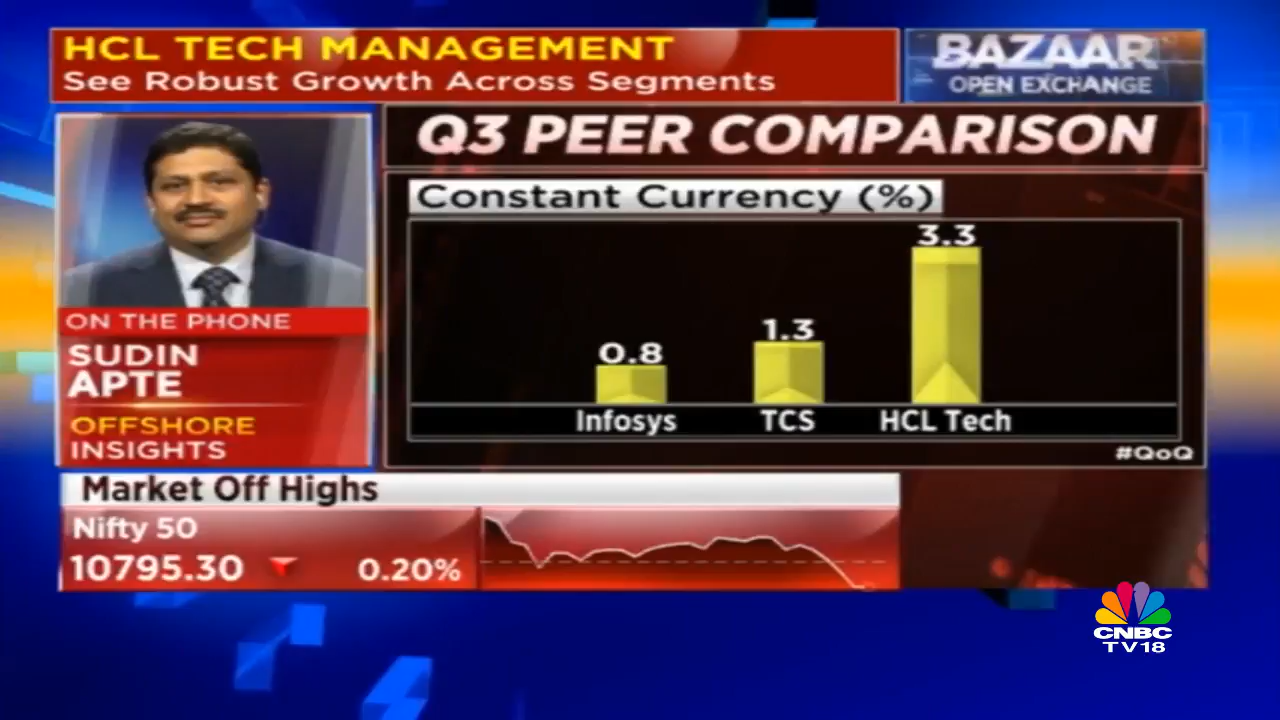 HCL TECH MANAGEMENT
See Robust Growth Across Segments
BAZAAR
OPEN EXCHANGE
Q3 PEER COMPARISON
Constant Currency (%)
3.3
1.3
0.8
Infosys TCS HCL Tech
#QoQ
ON THE PHONE
SUDIN
APTE
OFFSHORE
INSIGHTS
Market Off Highs
Nifty 50
10795.30 0.20%
CNBC
TV18